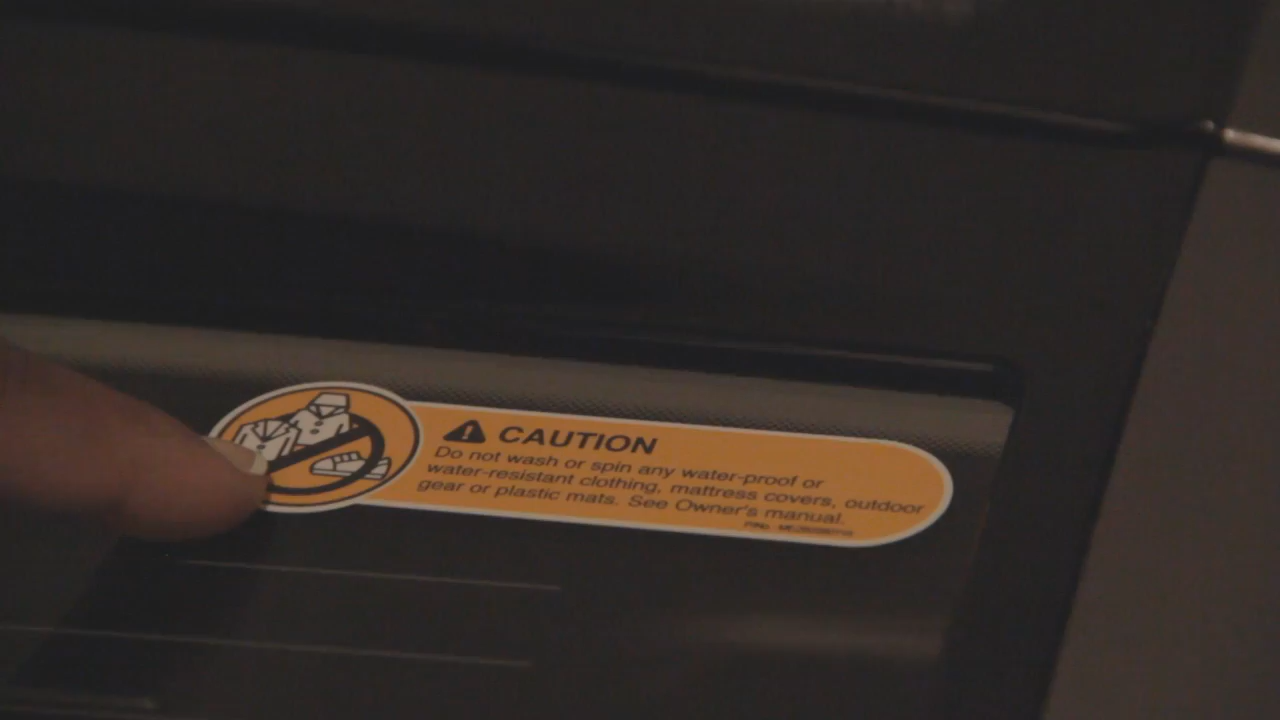 CAUTION
Do not wash or spin any water-proof or
water-resistant clothing, mattress covers, outdoor
gear or plastic mats. See Owner's manual.
P/No.